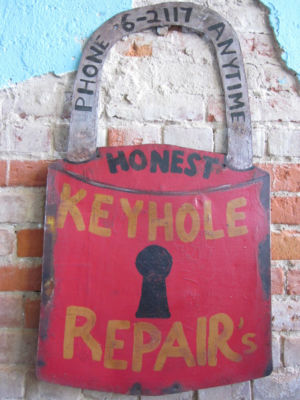 PHONE 6-2117 ANYTIME
HONEST
KEYHOLE
REPAIR's